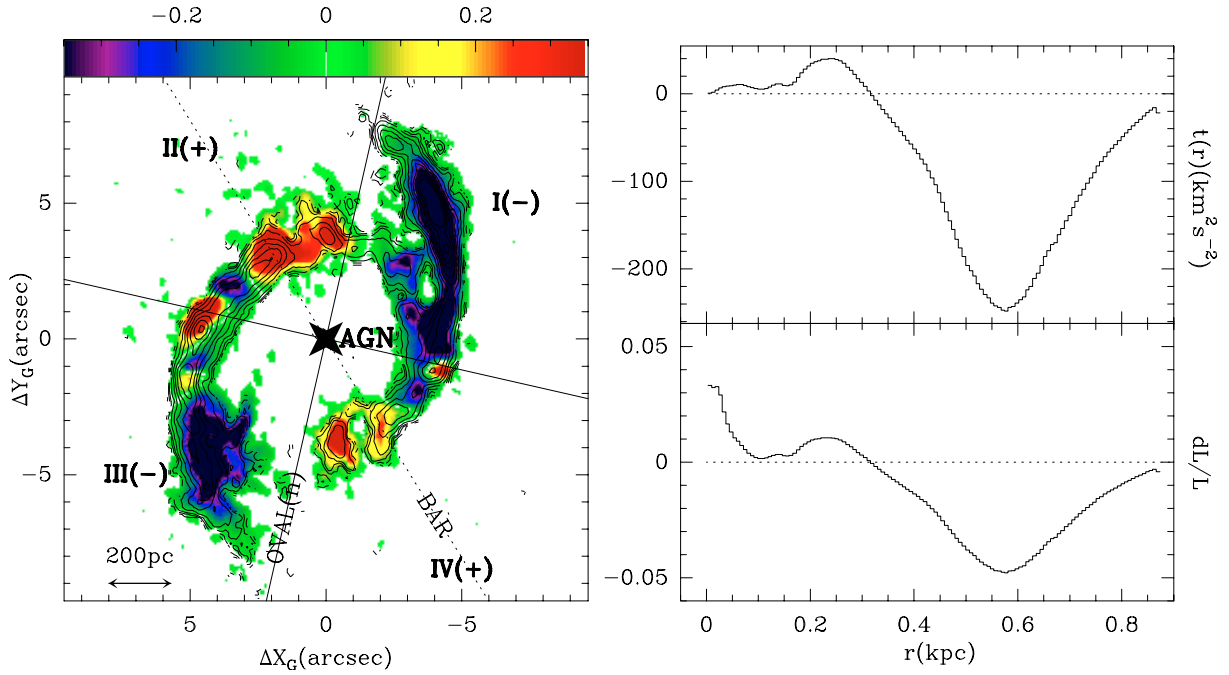 −0.2 0 0.2
II(+)
I(−)
5
0
−5
ΔY_G(arcsec)
AGN
III(−)
OVAL(n)
BAR
IV(+)
200pc
5 0 −5
ΔX_G(arcsec)
0
−100
−200
t(r)(km²s⁻²)
0.05
0
−0.05
dL/L
0 0.2 0.4 0.6 0.8
r(kpc)